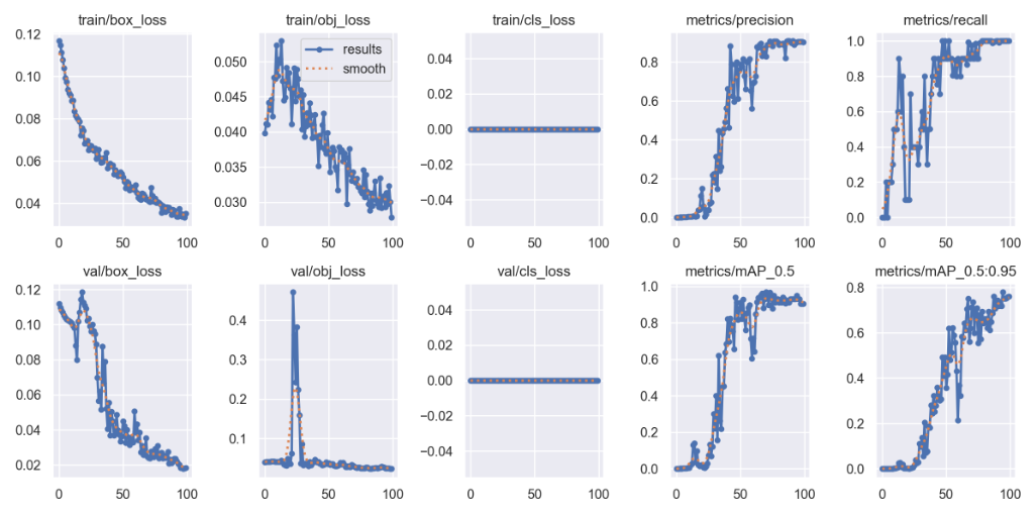 train/box_loss
train/obj_loss
train/cls_loss
metrics/precision
metrics/recall
0.12
0.10
0.08
0.06
0.04
0 50 100
0.050
0.045
0.040
0.035
0.030
results
smooth
0 50 100
0.04
0.02
0.00
−0.02
−0.04
0 50 100
0.8
0.6
0.4
0.2
0.0
0 50 100
1.0
0.8
0.6
0.4
0.2
0.0
0 50 100
val/box_loss
val/obj_loss
val/cls_loss
metrics/mAP_0.5
metrics/mAP_0.5:0.95
0.12
0.10
0.08
0.06
0.04
0.02
0 50 100
0.4
0.3
0.2
0.1
0 50 100
0.04
0.02
0.00
−0.02
−0.04
0 50 100
1.0
0.8
0.6
0.4
0.2
0.0
0 50 100
0.8
0.6
0.4
0.2
0.0
0 50 100